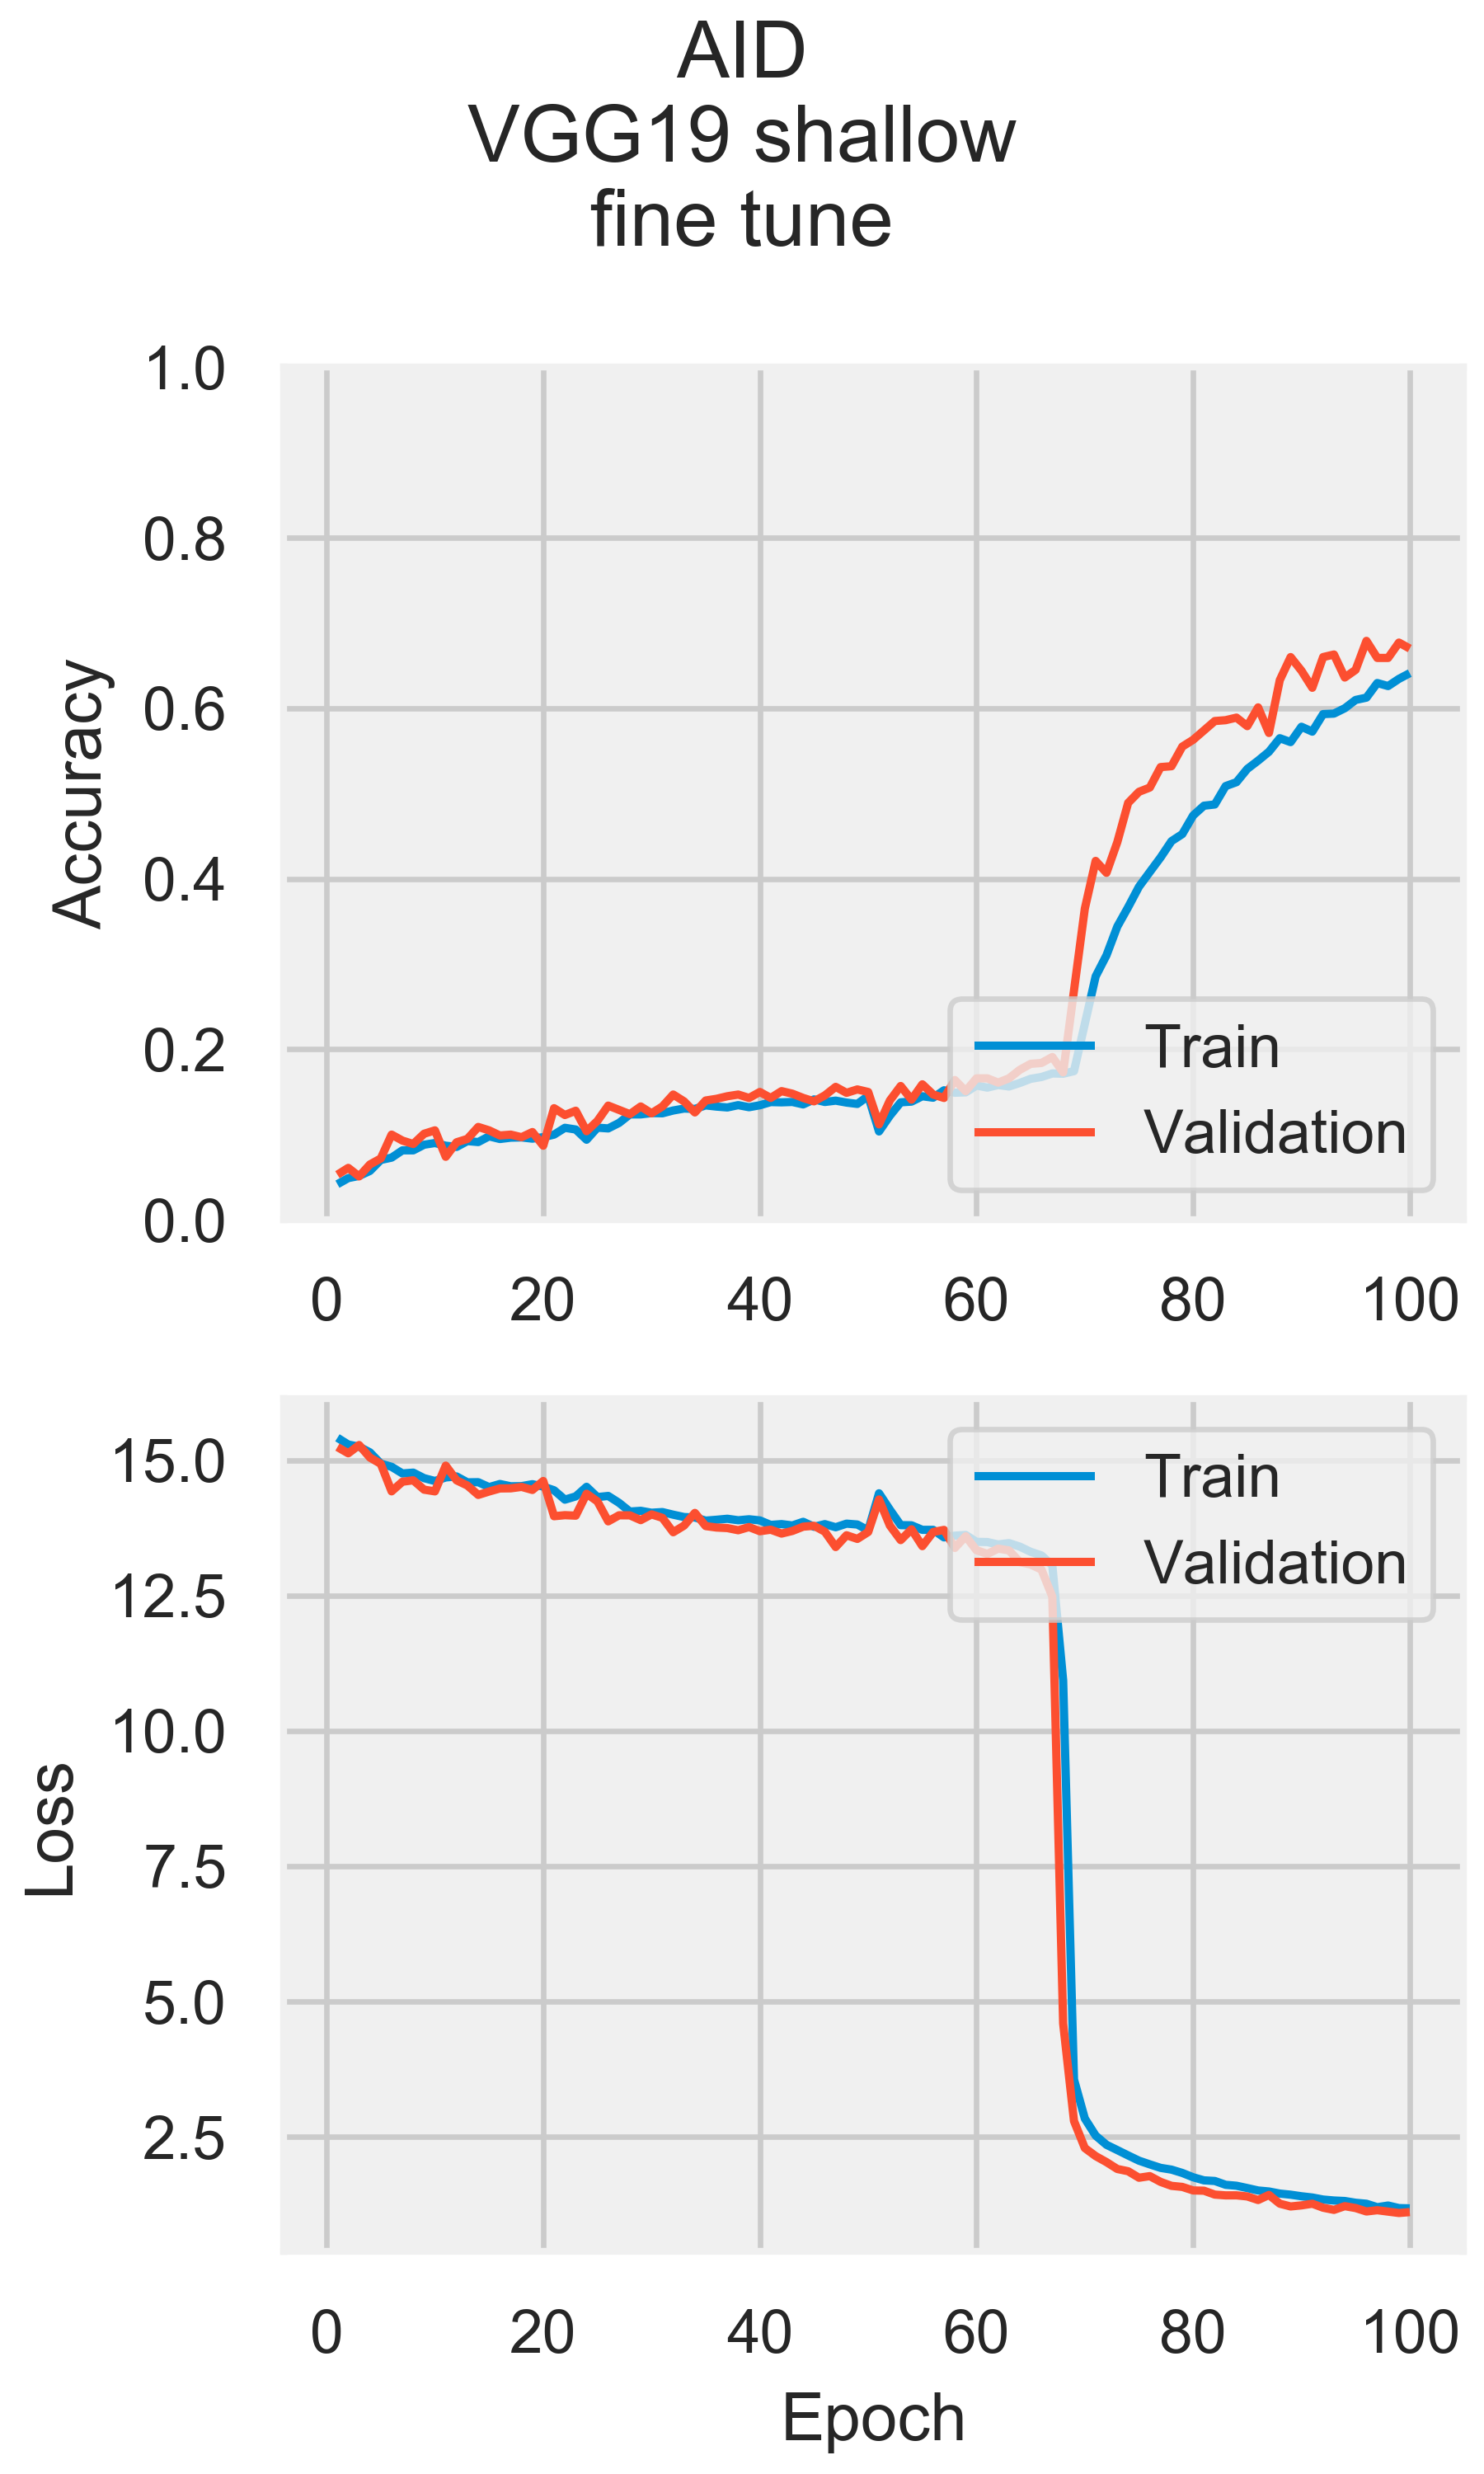 AID
VGG19 shallow
fine tune
1.0
0.8
0.6
0.4
0.2
0.0
Accuracy
Train
Validation
0 20 40 60 80 100
15.0
12.5
10.0
7.5
5.0
2.5
Loss
Train
Validation
0 20 40 60 80 100
Epoch